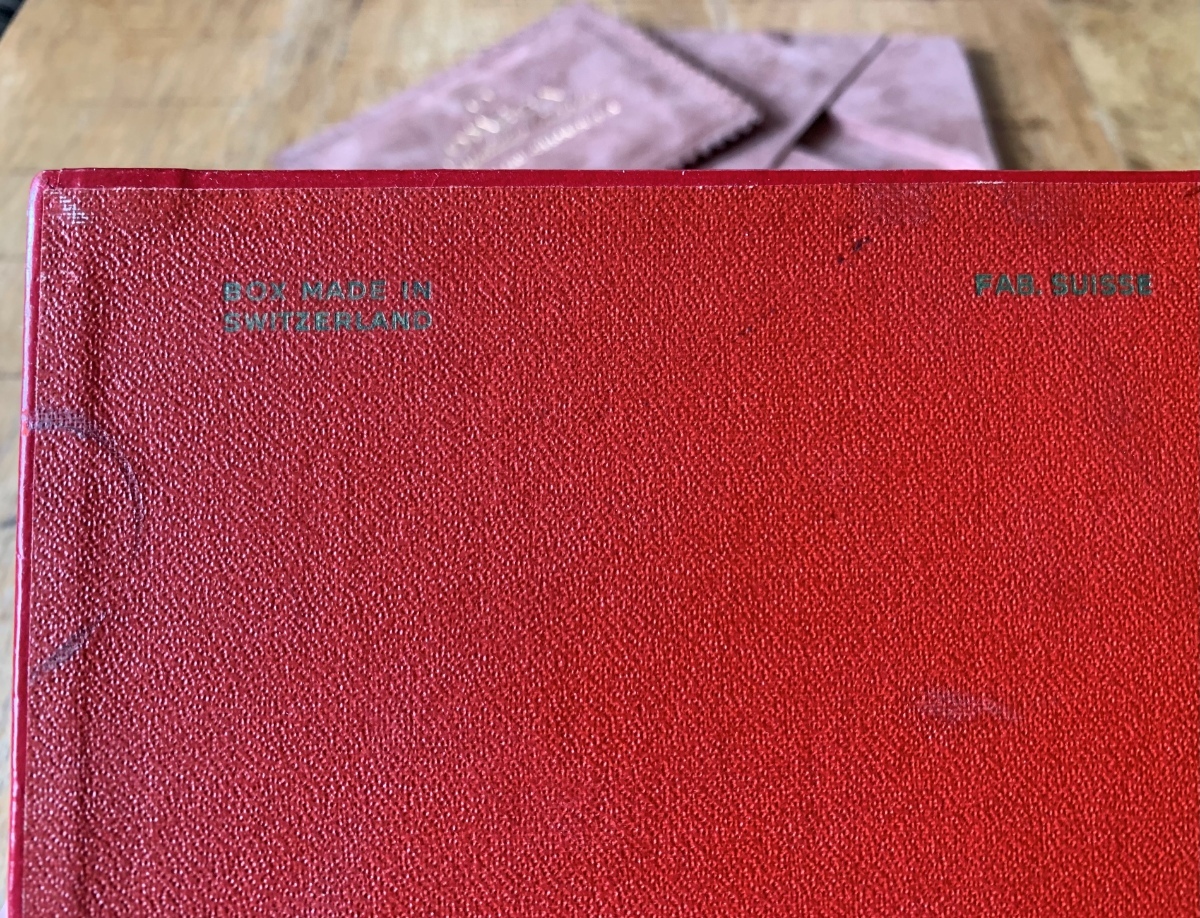 BOX MADE IN
SWITZERLAND
FAB. SUISSE